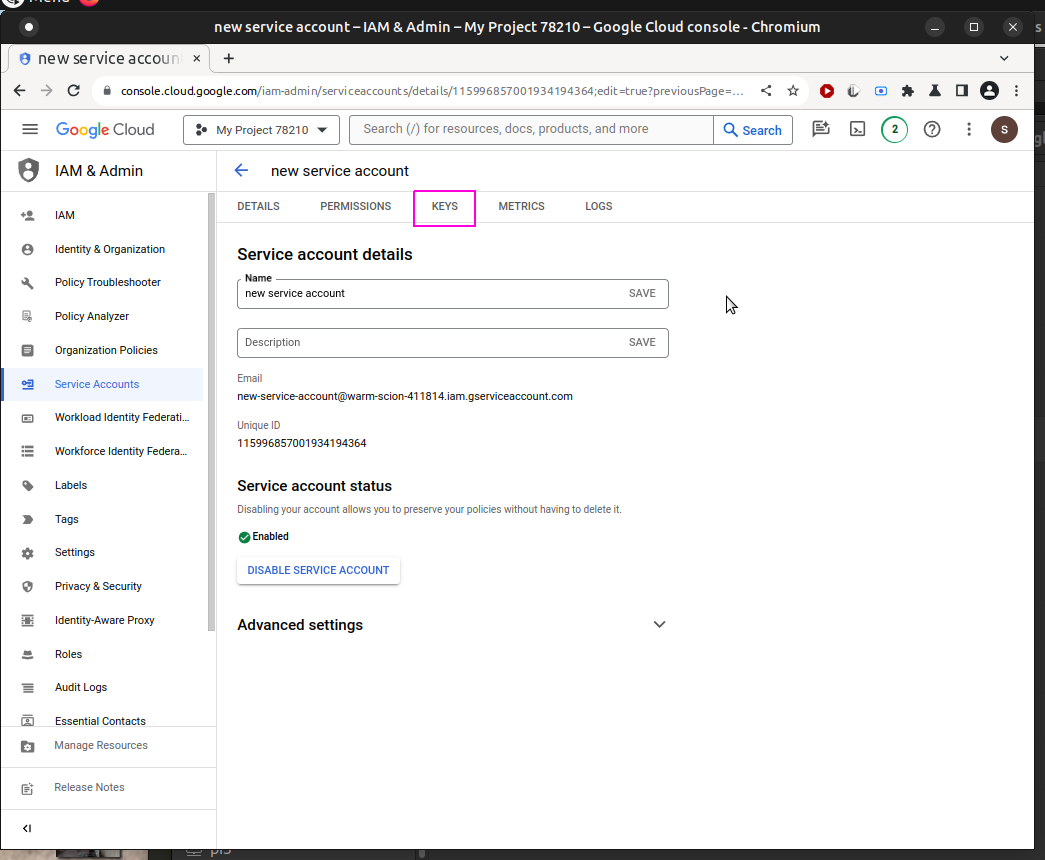 Menu
new service account – IAM & Admin – My Project 78210 – Google Cloud console - Chromium
new service accoun
console.cloud.google.com/iam-admin/serviceaccounts/details/115996857001934194364;edit=true?previousPage=...
Google Cloud
My Project 78210
Search (/) for resources, docs, products, and more
Search
2
S
IAM & Admin
new service account
DETAILS
PERMISSIONS
KEYS
METRICS
LOGS
IAM
Identity & Organization
Policy Troubleshooter
Policy Analyzer
Organization Policies
Service Accounts
Workload Identity Federati...
Workforce Identity Federa...
Labels
Tags
Settings
Privacy & Security
Identity-Aware Proxy
Roles
Audit Logs
Essential Contacts
Manage Resources
Release Notes
Service account details
Name
new service account
SAVE
Description
SAVE
Email
new-service-account@warm-scion-411814.iam.gserviceaccount.com
Unique ID
115996857001934194364
Service account status
Disabling your account allows you to preserve your policies without having to delete it.
Enabled
DISABLE SERVICE ACCOUNT
Advanced settings